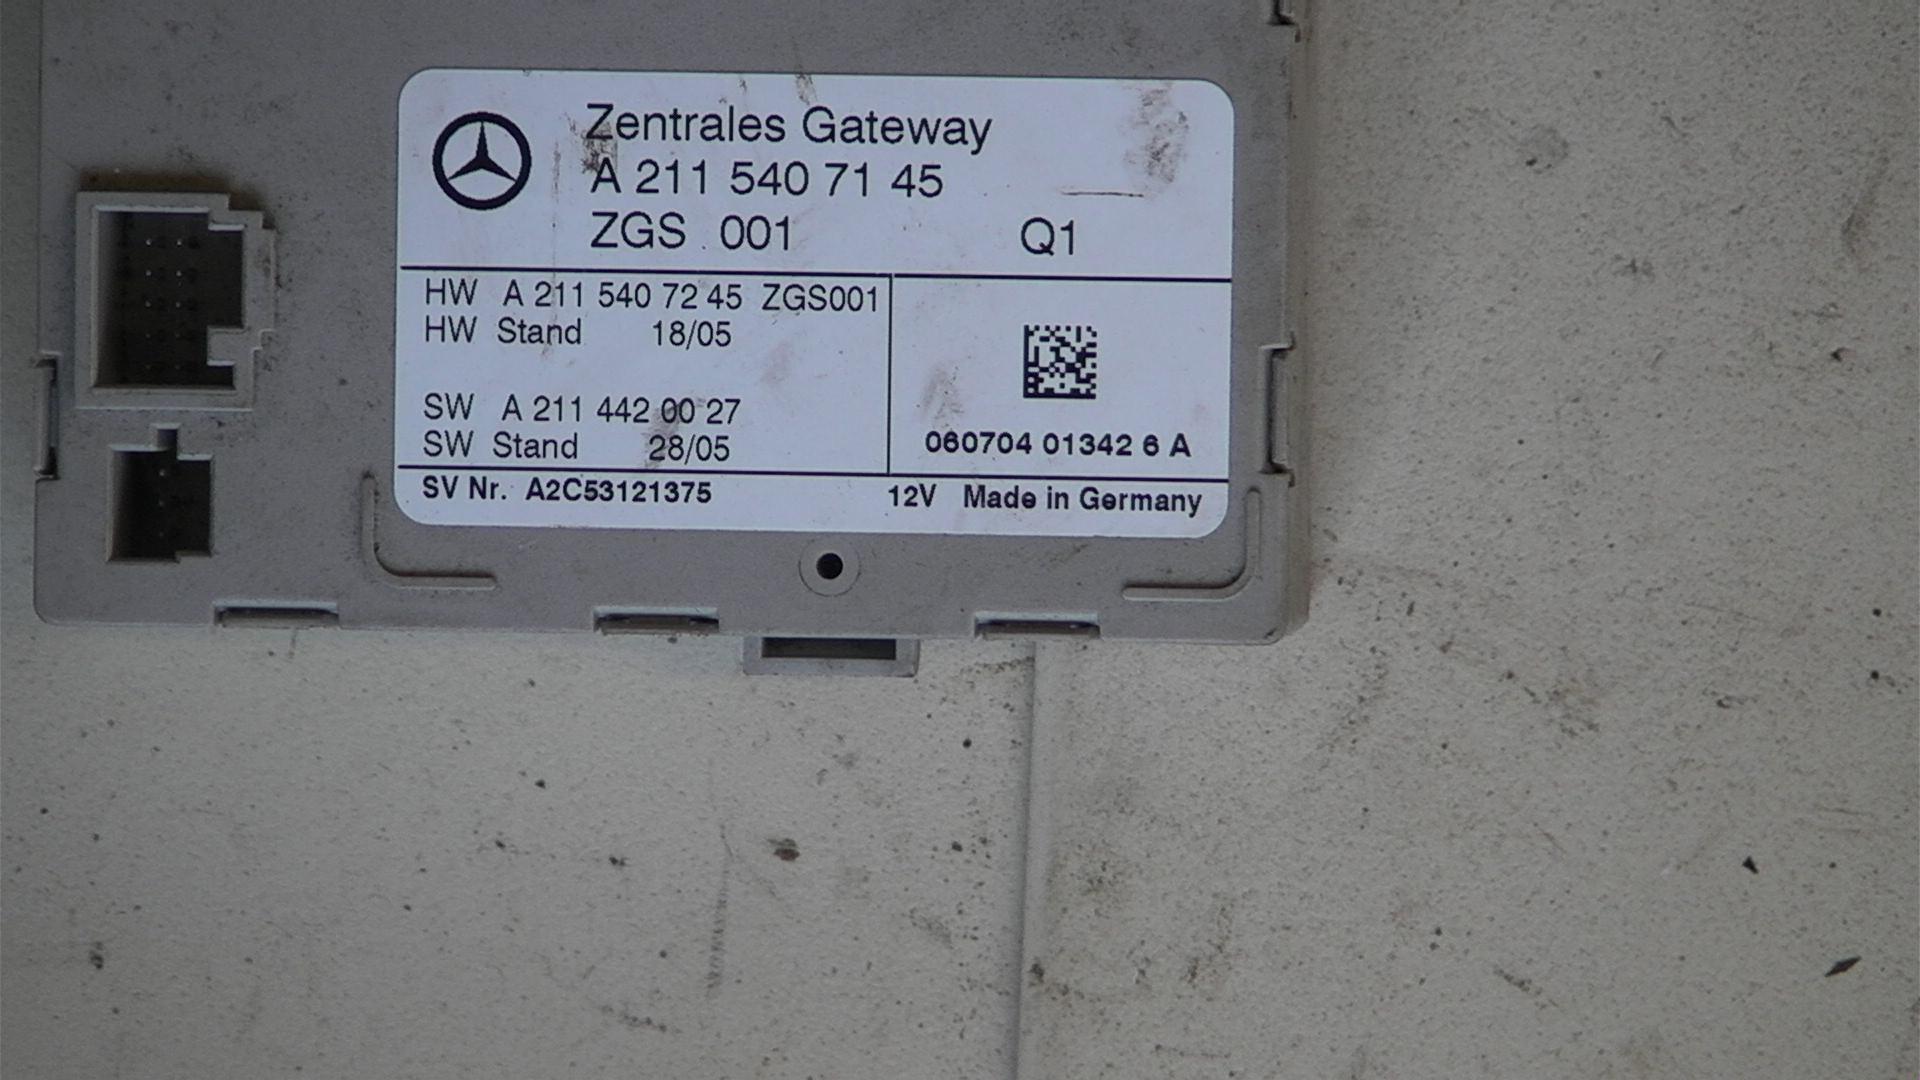 Zentrales Gateway
A 211 540 71 45
ZGS 001 Q1
HW A 211 540 72 45 ZGS001
HW Stand 18/05
SW A 211 442 00 27
SW Stand 28/05
060704 01342 6 A
SV Nr. A2C53121375 12V Made in Germany